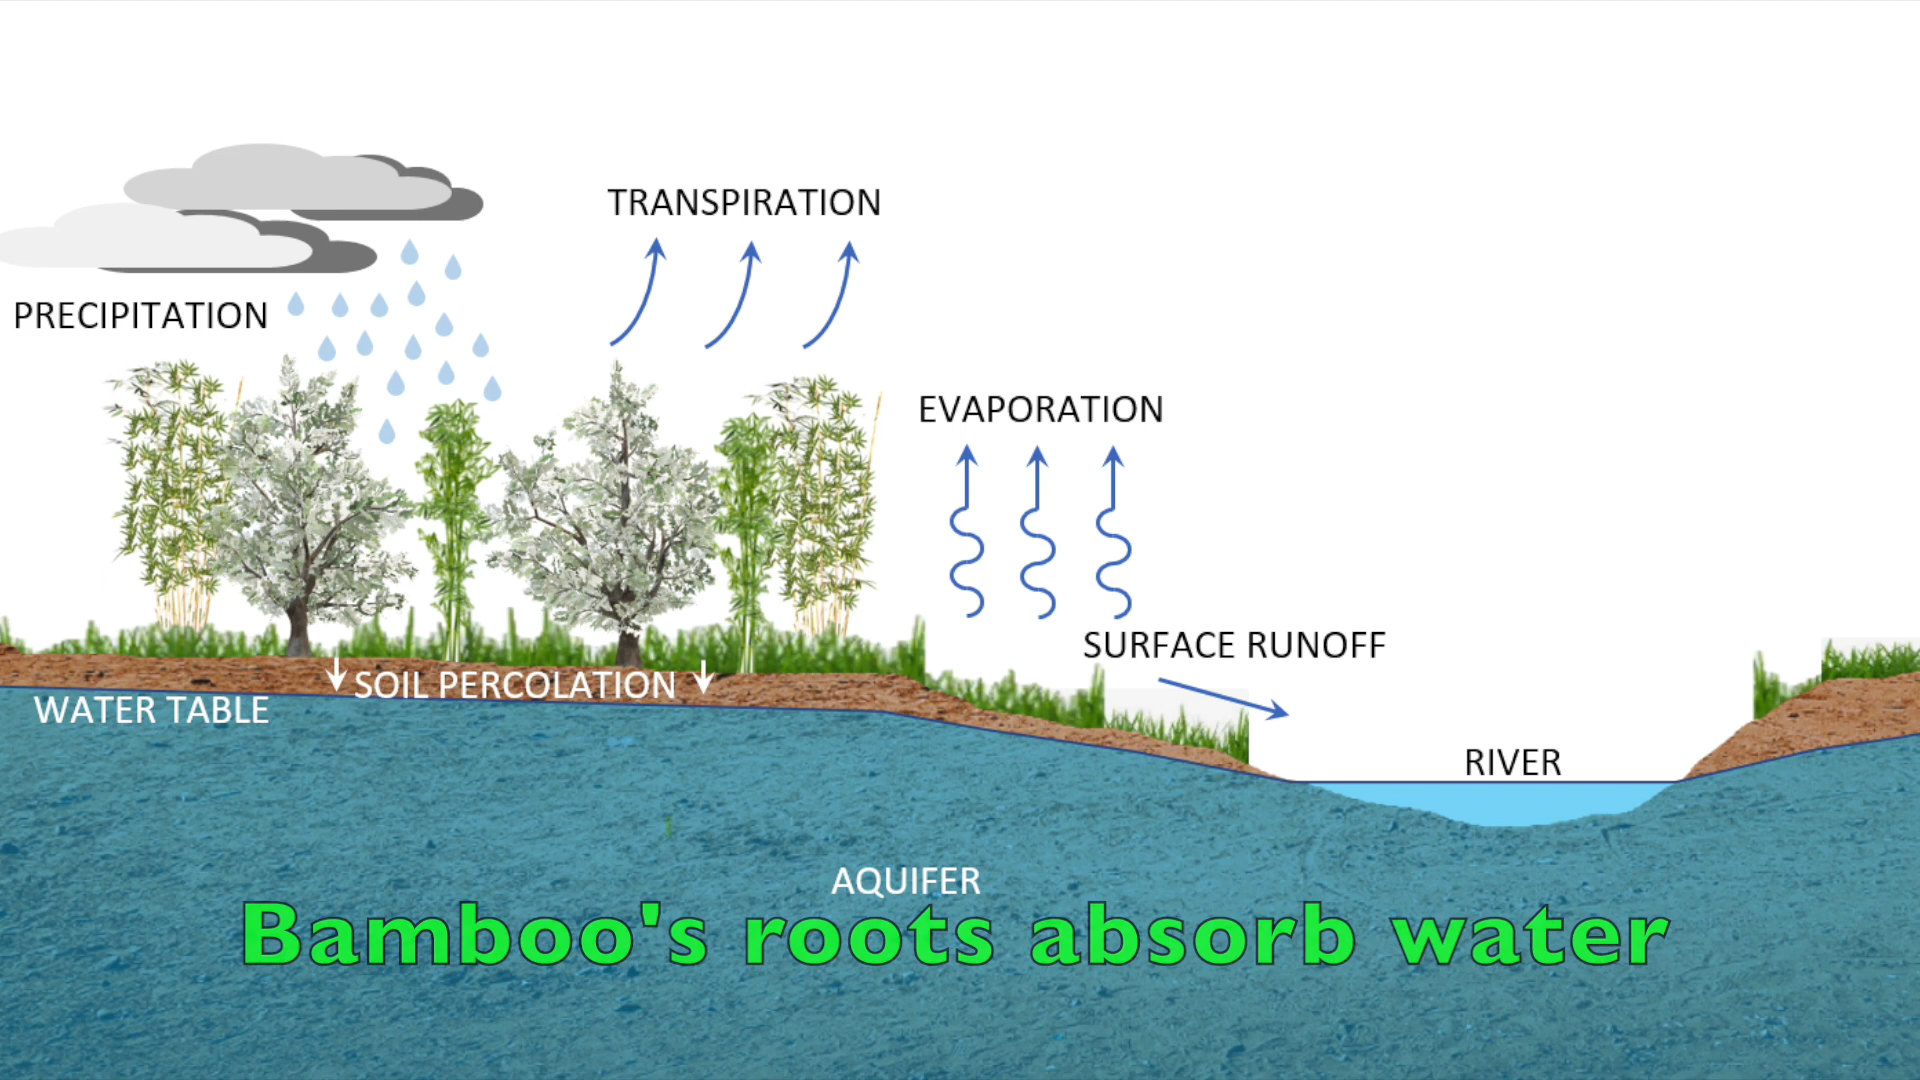 TRANSPIRATION
PRECIPITATION
EVAPORATION
SURFACE RUNOFF
SOIL PERCOLATION
WATER TABLE
RIVER
AQUIFER
Bamboo's roots absorb water